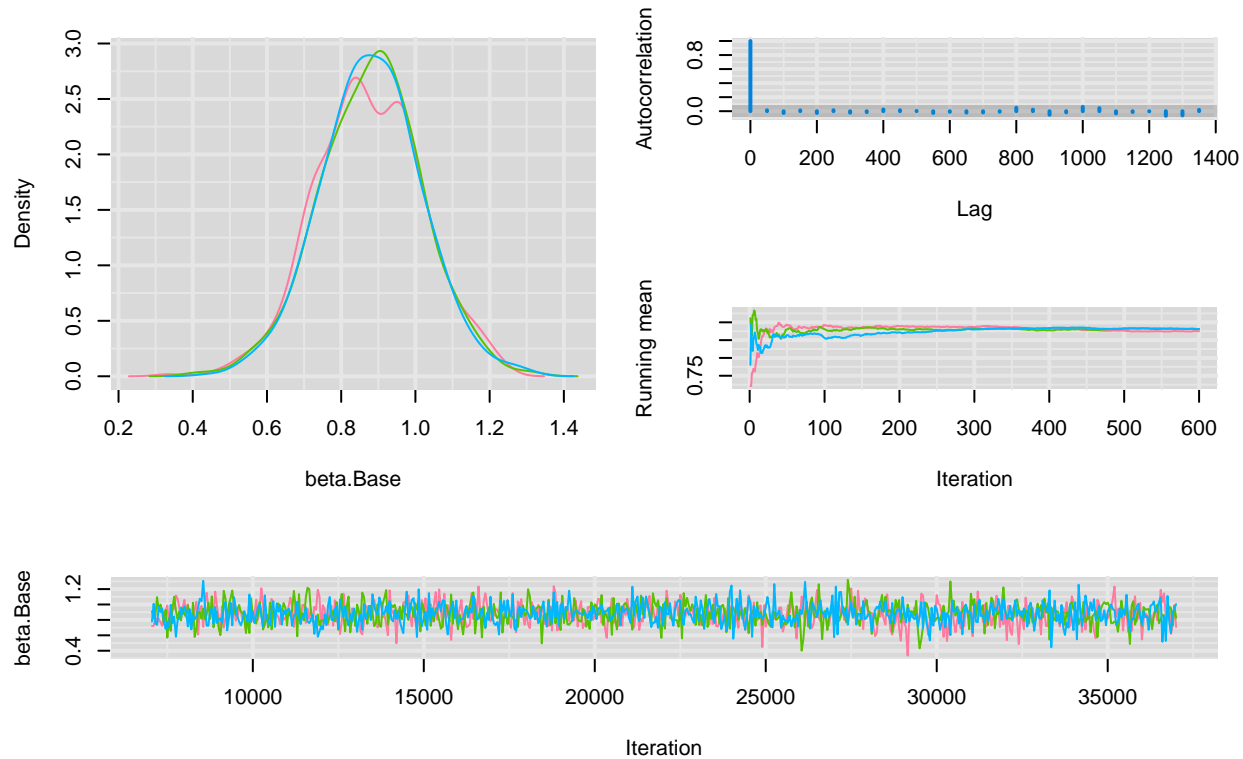 Density
0.0 0.5 1.0 1.5 2.0 2.5 3.0
0.2 0.4 0.6 0.8 1.0 1.2 1.4
beta.Base
Autocorrelation
0.0 0.8
0 200 400 600 800 1000 1200 1400
Lag
Running mean
0.75
0 100 200 300 400 500 600
Iteration
beta.Base
0.4 1.2
10000 15000 20000 25000 30000 35000
Iteration